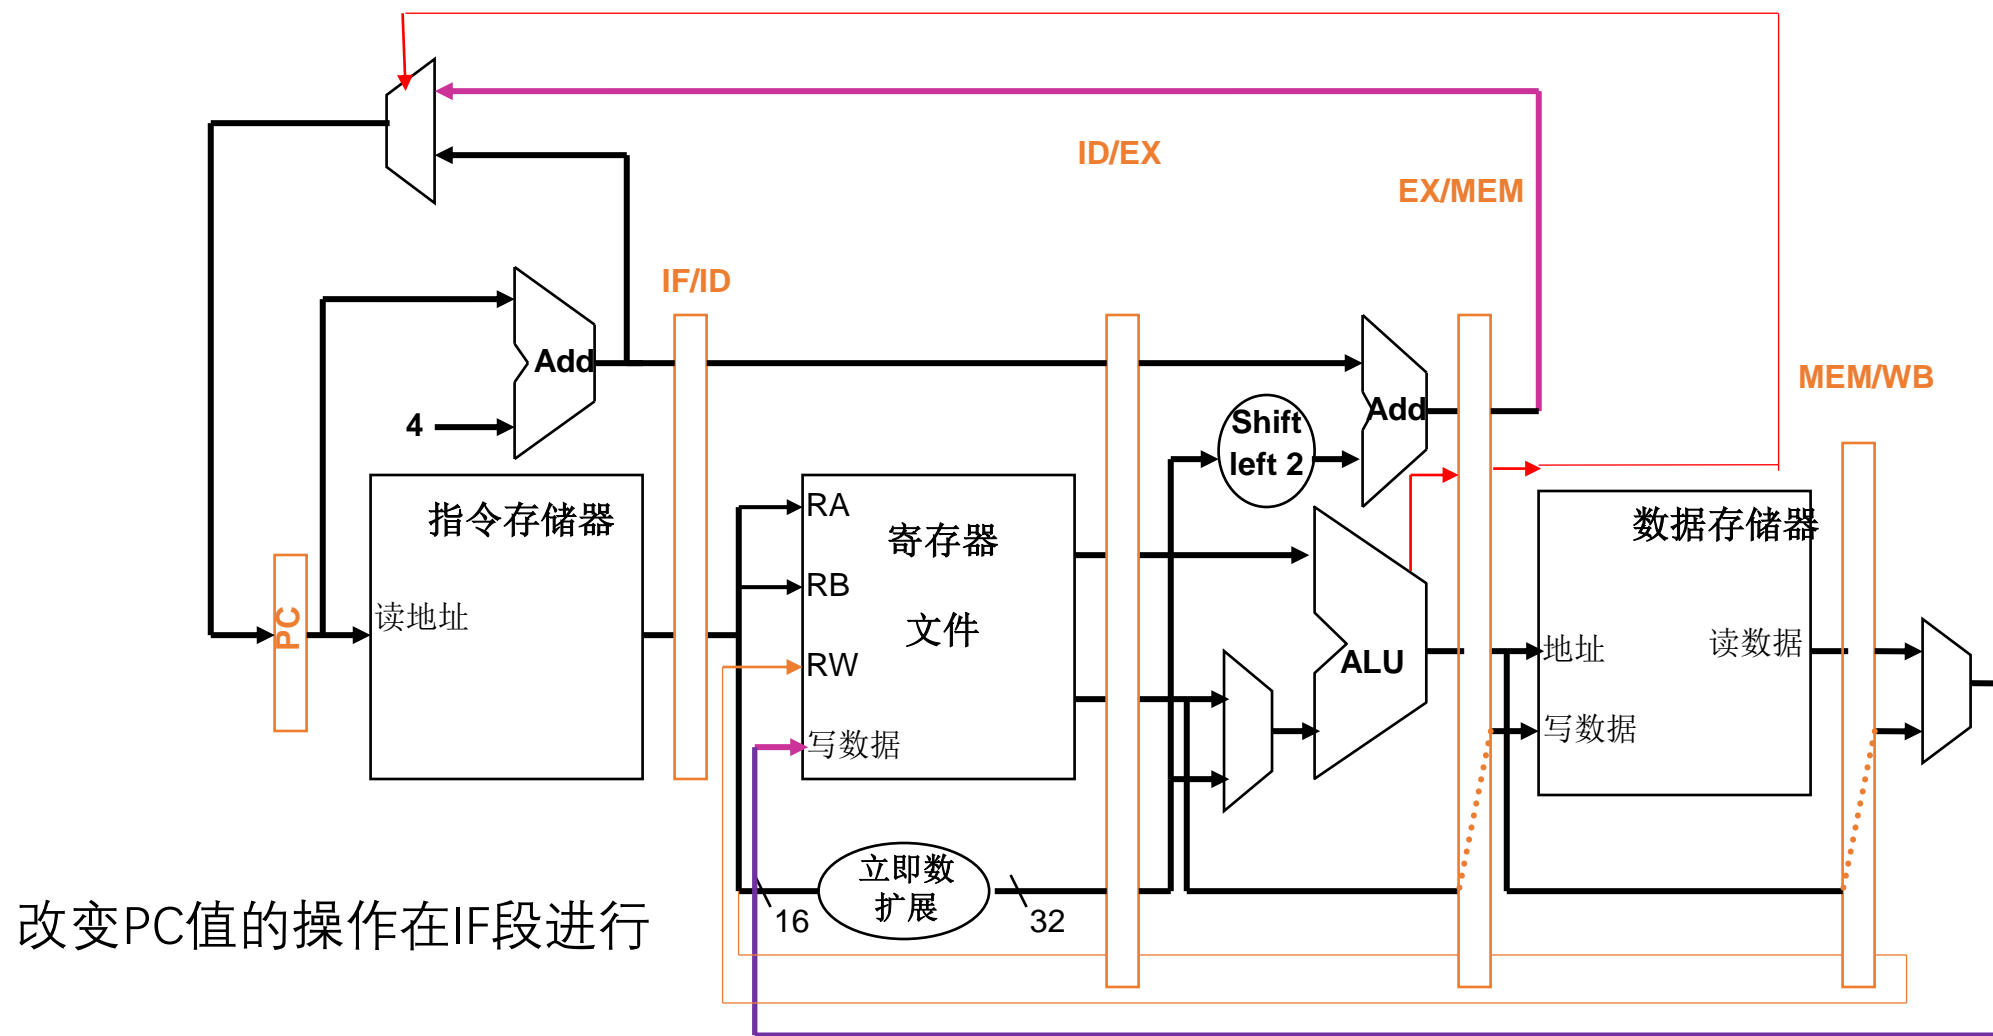 ID/EX
EX/MEM
IF/ID
MEM/WB
Add
4
Shift
left 2
Add
指令存储器
读地址
PC
RA
RB
RW
写数据
寄存器
文件
ALU
数据存储器
地址
读数据
写数据
立即数
扩展
16
32
改变PC值的操作在IF段进行